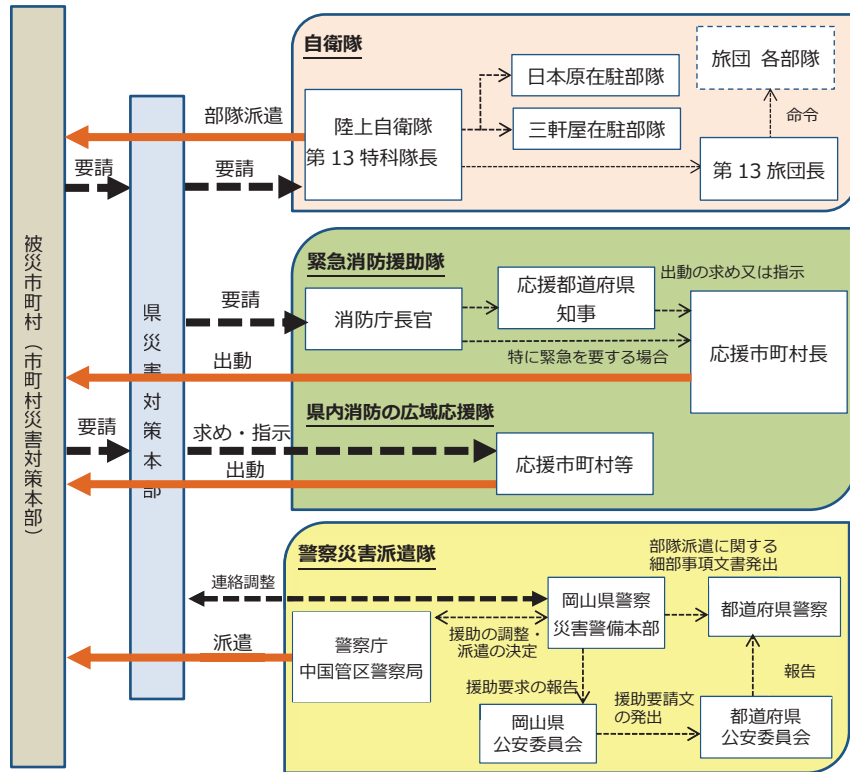 被災市町村（市町村災害対策本部）
県災害対策本部
自衛隊
部隊派遣
要請
要請
陸上自衛隊
第 13 特科隊長
日本原在駐部隊
三軒屋在駐部隊
旅団 各部隊
命令
第 13 旅団長
緊急消防援助隊
要請
消防庁長官
応援都道府県
知事
出動の求め又は指示
特に緊急を要する場合
応援市町村長
出動
県内消防の広域応援隊
要請
求め・指示
応援市町村等
出動
警察災害派遣隊
連絡調整
派遣
警察庁
中国管区警察局
援助の調整・
派遣の決定
岡山県警察
災害警備本部
部隊派遣に関する
細部事項文書発出
都道府県警察
援助要求の報告
岡山県
公安委員会
援助要請文
の発出
報告
都道府県
公安委員会